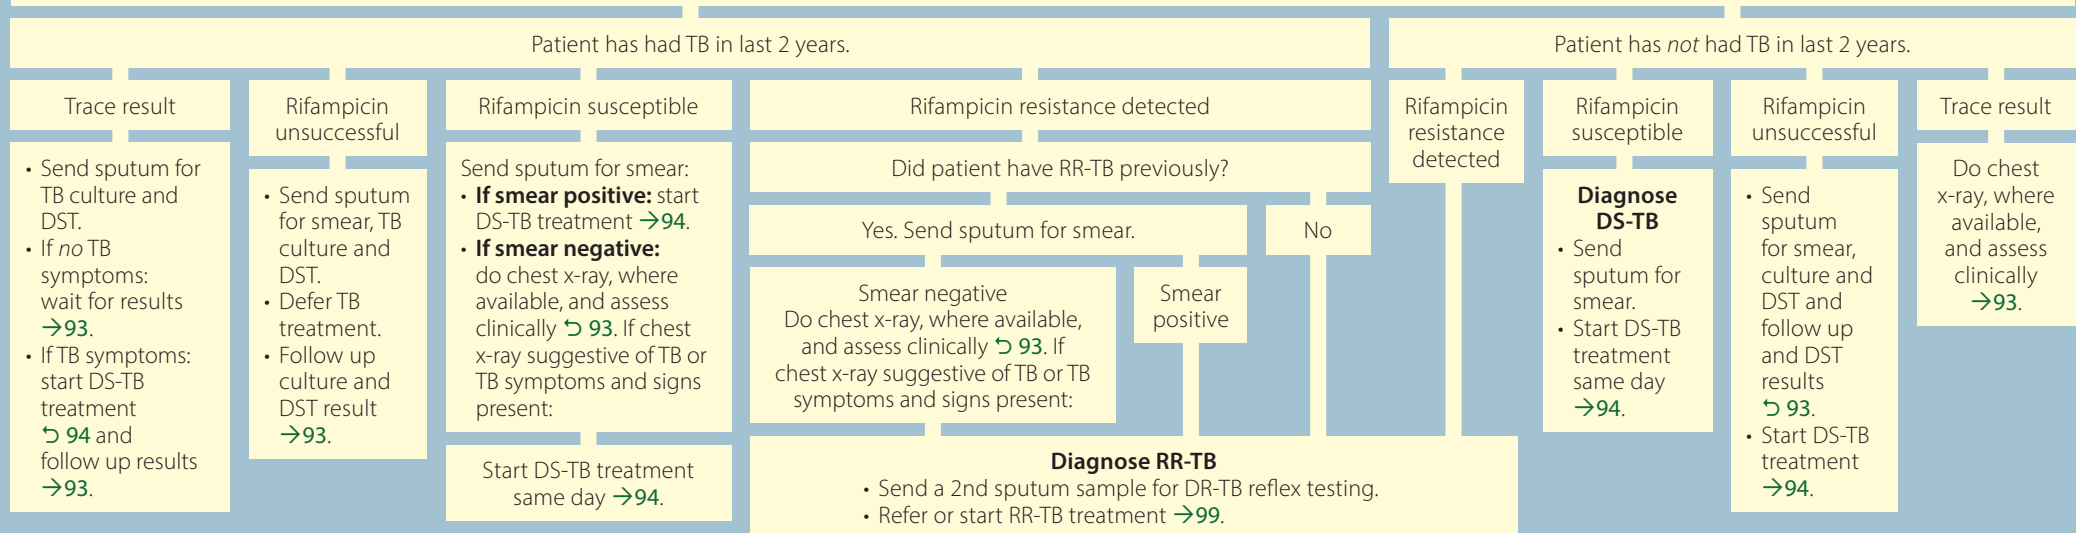 Patient has had TB in last 2 years.
Patient has not had TB in last 2 years.
Trace result
• Send sputum for
TB culture and
DST.
• If no TB
symptoms:
wait for results
→93.
• If TB symptoms:
start DS-TB
treatment
⮌ 94 and
follow up results
→93.
Rifampicin
unsuccessful
• Send sputum
for smear, TB
culture and
DST.
• Defer TB
treatment.
• Follow up
culture and
DST result
→93.
Rifampicin susceptible
Send sputum for smear:
• If smear positive: start
DS-TB treatment →94.
• If smear negative:
do chest x-ray, where
available, and assess
clinically ⮌ 93. If chest
x-ray suggestive of TB or
TB symptoms and signs
present:
Start DS-TB treatment
same day →94.
Rifampicin resistance detected
Did patient have RR-TB previously?
Yes. Send sputum for smear.
No
Smear negative
Do chest x-ray, where available,
and assess clinically ⮌ 93. If
chest x-ray suggestive of TB or TB
symptoms and signs present:
Smear
positive
Diagnose RR-TB
• Send a 2nd sputum sample for DR-TB reflex testing.
• Refer or start RR-TB treatment →99.
Rifampicin
resistance
detected
Rifampicin
susceptible
Diagnose
DS-TB
• Send
sputum for
smear.
• Start DS-TB
treatment
same day
→94.
Rifampicin
unsuccessful
• Send
sputum
for smear,
culture and
DST and
follow up
and DST
results
⮌ 93.
• Start DS-TB
treatment
→94.
Trace result
Do chest
x-ray, where
available,
and assess
clinically
→93.